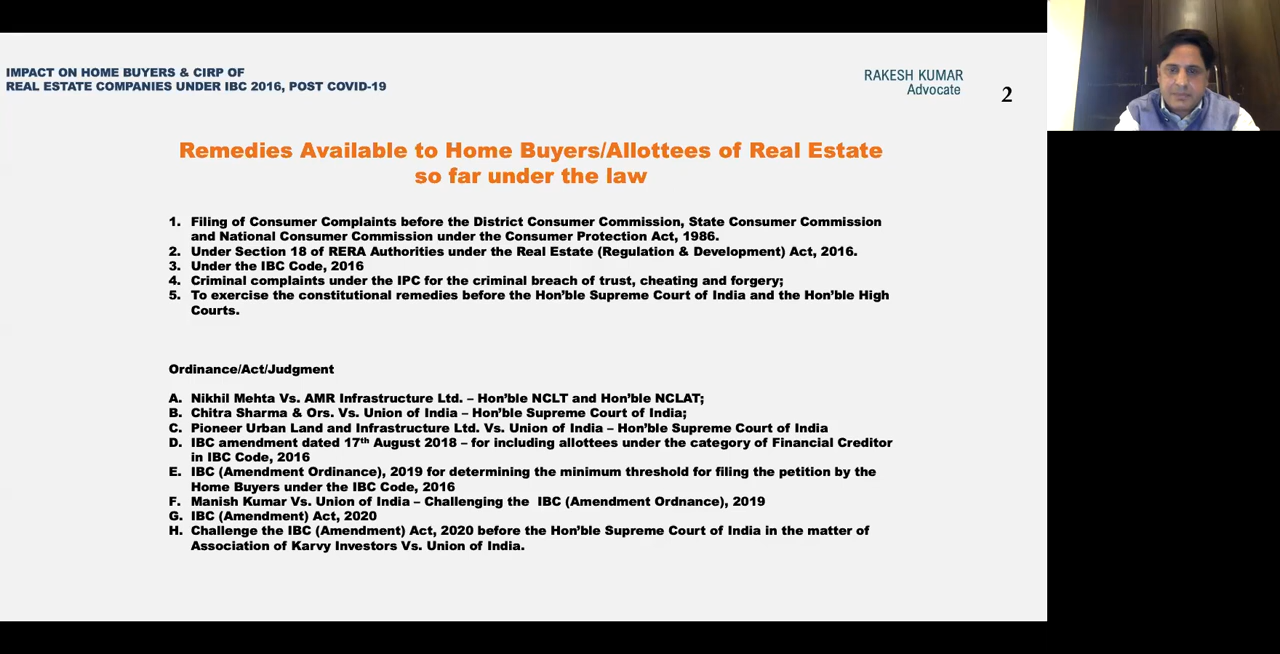 IMPACT ON HOME BUYERS & CIRP OF
REAL ESTATE COMPANIES UNDER IBC 2016, POST COVID-19
RAKESH KUMAR
Advocate
2
Remedies Available to Home Buyers/Allottees of Real Estate
so far under the law
1. Filing of Consumer Complaints before the District Consumer Commission, State Consumer Commission
and National Consumer Commission under the Consumer Protection Act, 1986.
2. Under Section 18 of RERA Authorities under the Real Estate (Regulation & Development) Act, 2016.
3. Under the IBC Code, 2016
4. Criminal complaints under the IPC for the criminal breach of trust, cheating and forgery;
5. To exercise the constitutional remedies before the Hon’ble Supreme Court of India and the Hon’ble High
Courts.
Ordinance/Act/Judgment
A. Nikhil Mehta Vs. AMR Infrastructure Ltd. – Hon’ble NCLT and Hon’ble NCLAT;
B. Chitra Sharma & Ors. Vs. Union of India – Hon’ble Supreme Court of India;
C. Pioneer Urban Land and Infrastructure Ltd. Vs. Union of India – Hon’ble Supreme Court of India
D. IBC amendment dated 17th August 2018 – for including allottees under the category of Financial Creditor
in IBC Code, 2016
E. IBC (Amendment Ordinance), 2019 for determining the minimum threshold for filing the petition by the
Home Buyers under the IBC Code, 2016
F. Manish Kumar Vs. Union of India – Challenging the IBC (Amendment Ordnance), 2019
G. IBC (Amendment) Act, 2020
H. Challenge the IBC (Amendment) Act, 2020 before the Hon’ble Supreme Court of India in the matter of
Association of Karvy Investors Vs. Union of India.